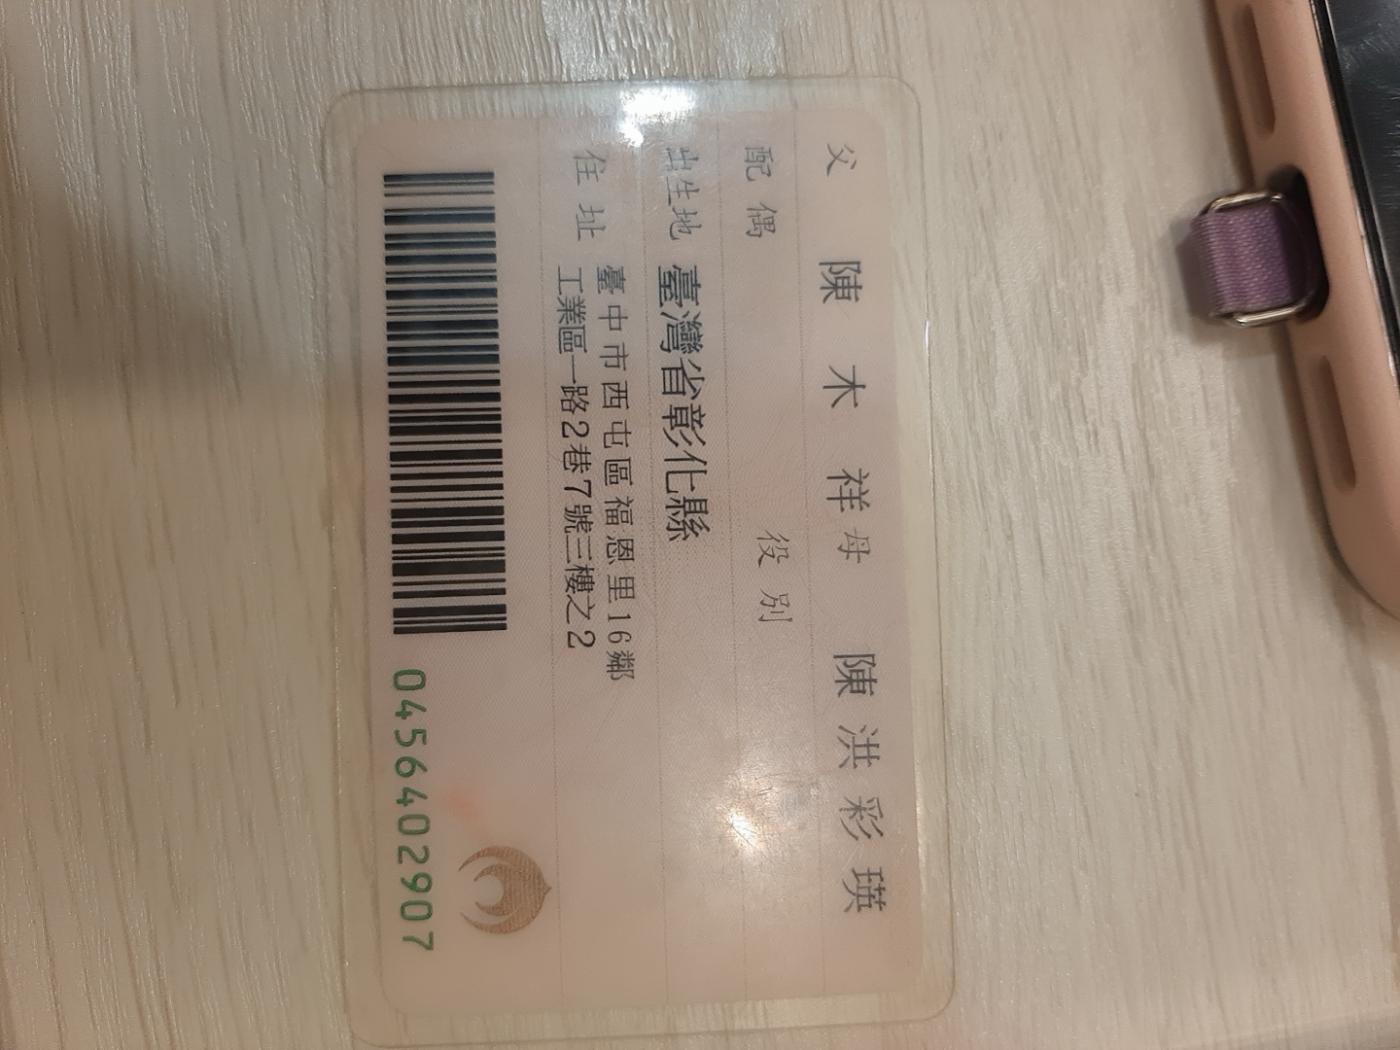 父 陳木祥 母 陳洪彩瑛
配偶 役別
出生地 臺灣省彰化縣
住址 臺中市西屯區福恩里16鄰
工業區一路2巷7號三樓之2
0456402907